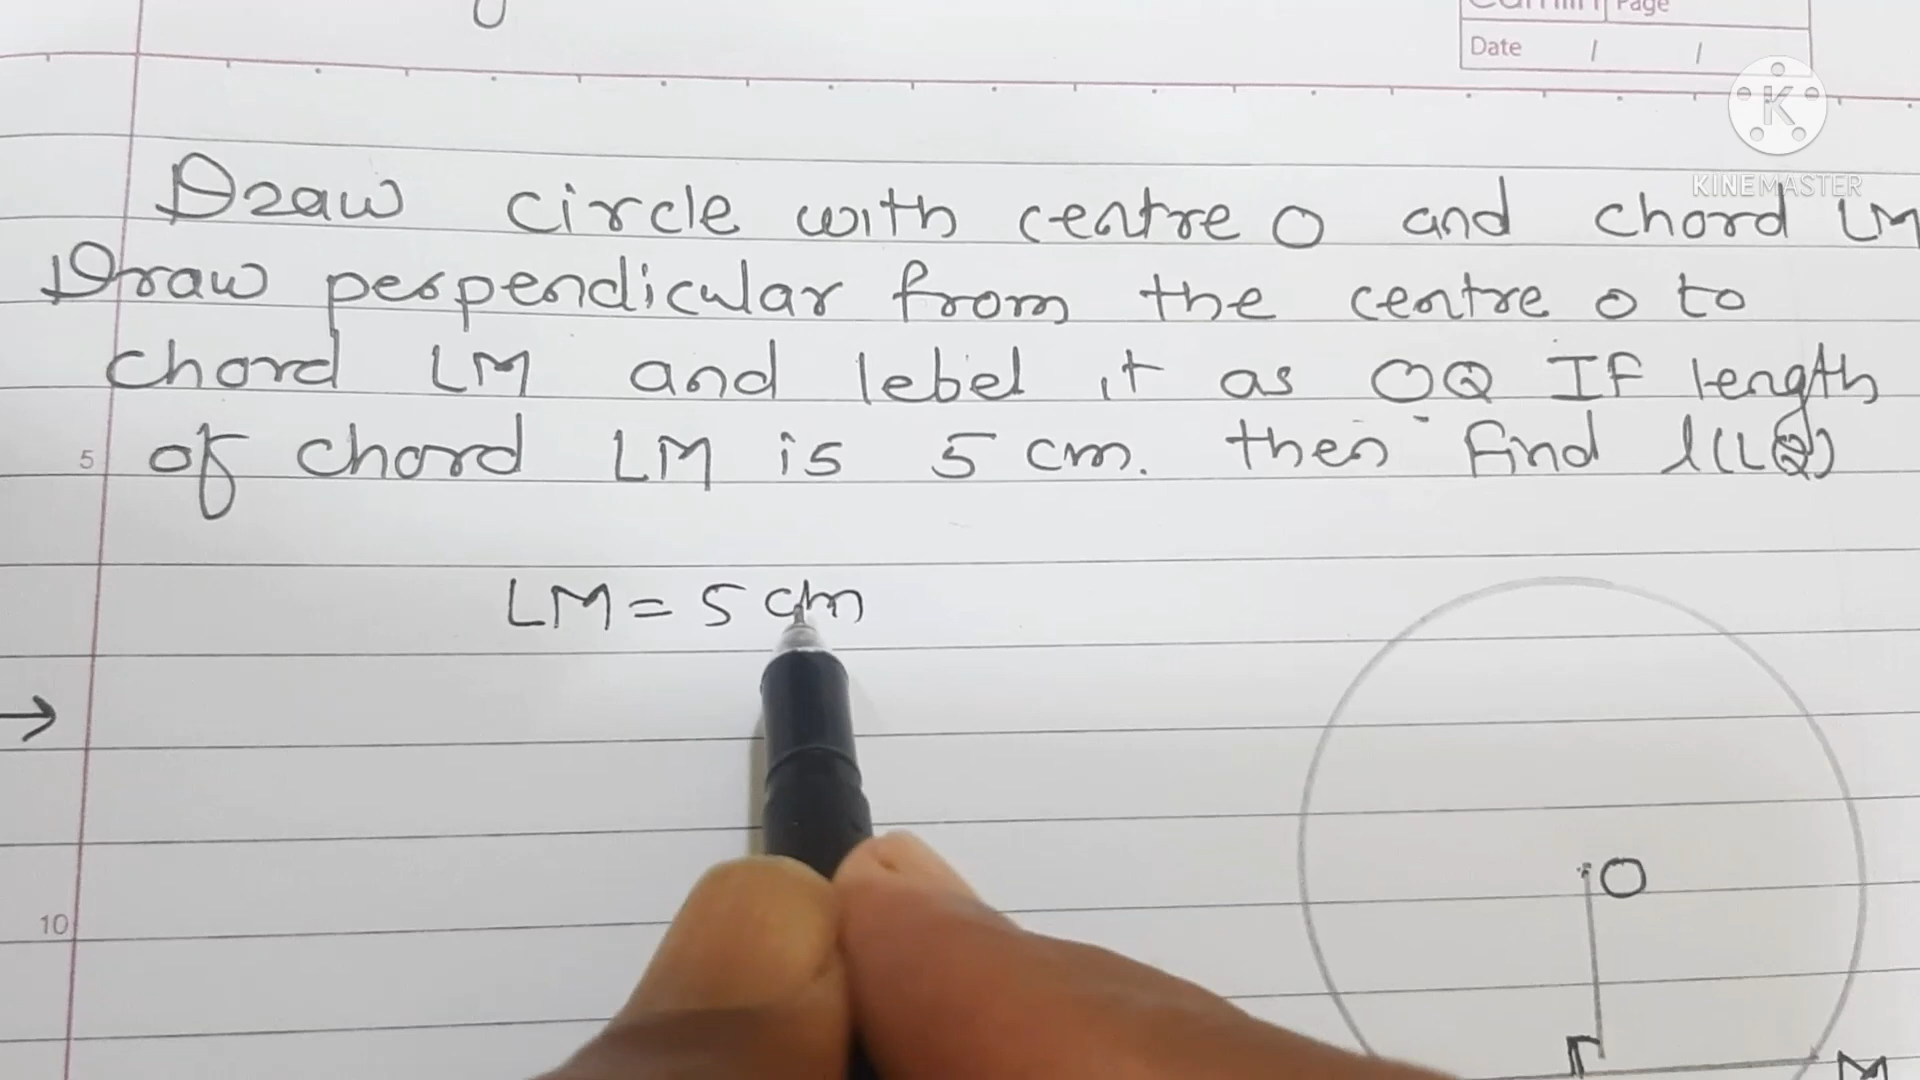 Page
Date / /
KINEMASTER
Draw circle with centre O and chord LM
Draw perpendicular from the centre O to
chord LM and lebel it as OQ IF length
5 of chord LM is 5 cm. then find l(LQ)
LM = 5 cm
→
O
10
M